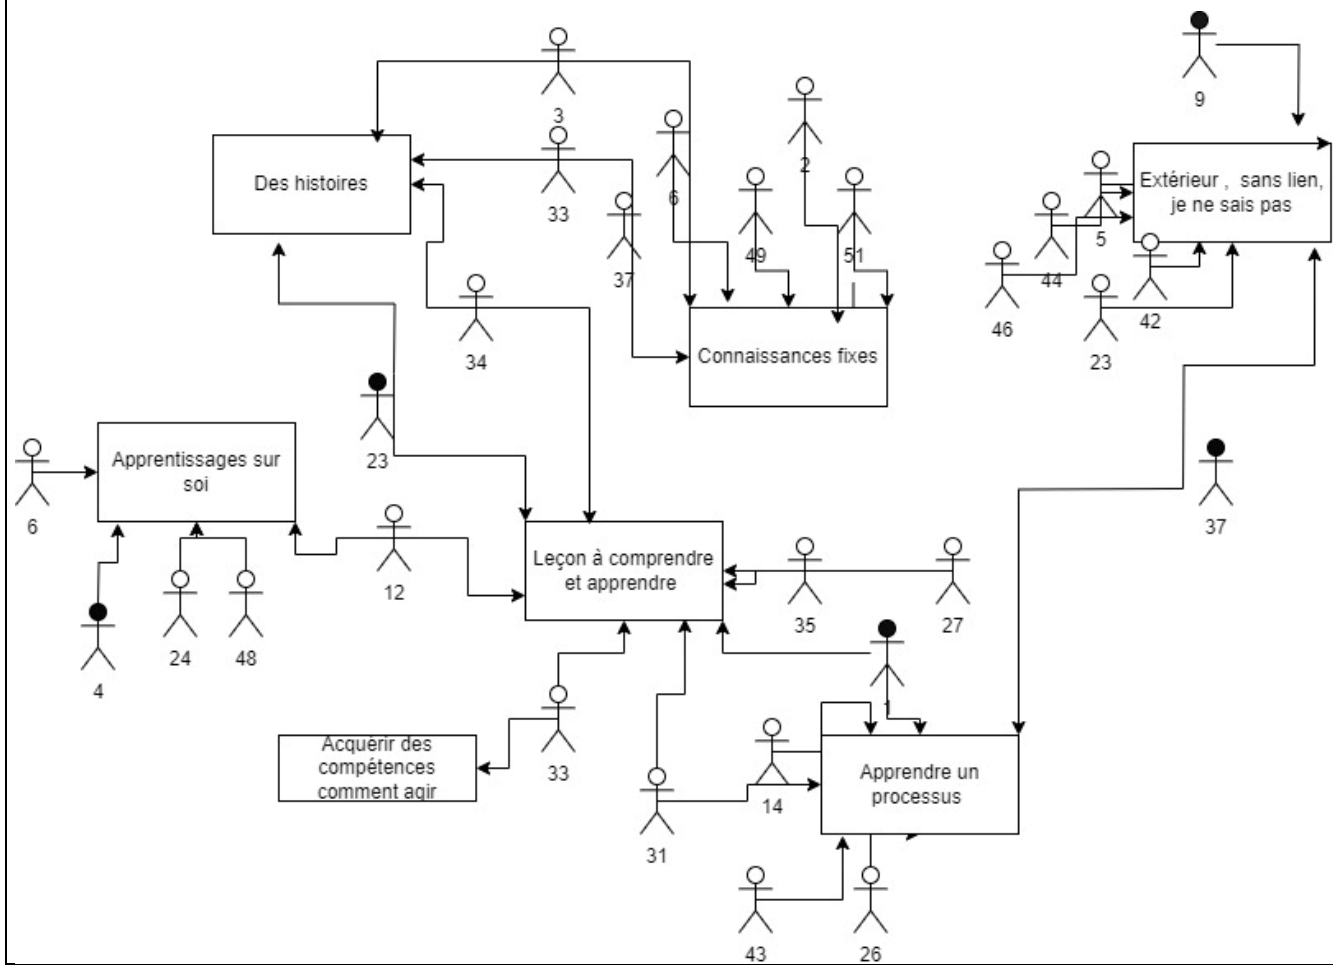 9
3
2
Des histoires
33
6
Extérieur ,  sans lien,
je ne sais pas
5
49
51
37
44
46
42
23
34
Connaissances fixes
23
Apprentissages sur
soi
6
37
12
Leçon à comprendre
et apprendre
35
27
4
24
48
1
Acquérir des
compétences
comment agir
33
14
Apprendre un
processus
31
43
26